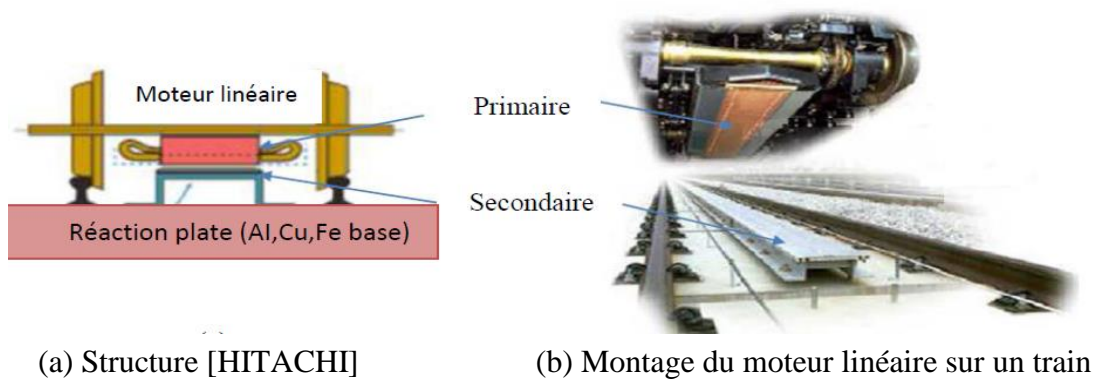 Moteur linéaire
Primaire
Secondaire
Réaction plate (Al,Cu,Fe base)
(a) Structure [HITACHI]
(b) Montage du moteur linéaire sur un train